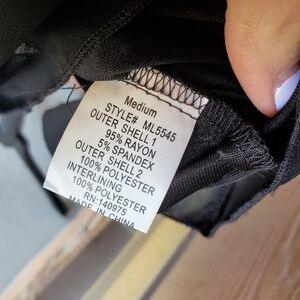 Medium
STYLE# ML5545
OUTER SHELL 1
95% RAYON
5% SPANDEX
OUTER SHELL 2
100% POLYESTER
INTERLINING
100% POLYESTER
RN:140975
MADE IN CHINA